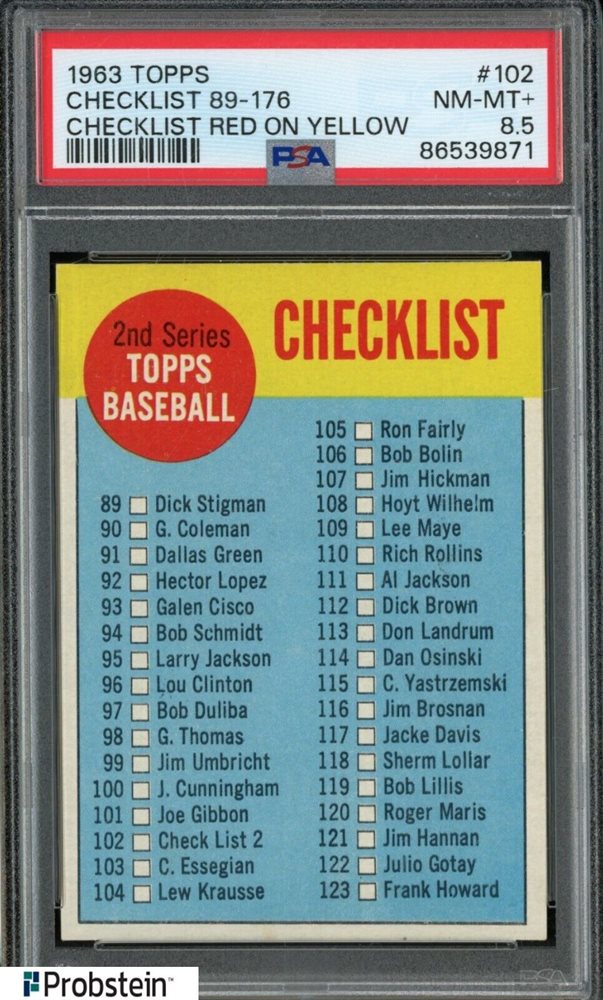 1963 TOPPS #102
CHECKLIST 89-176 NM-MT+
CHECKLIST RED ON YELLOW 8.5
PSA 86539871
CHECKLIST
2nd Series
TOPPS
BASEBALL
89 Dick Stigman
90 G. Coleman
91 Dallas Green
92 Hector Lopez
93 Galen Cisco
94 Bob Schmidt
95 Larry Jackson
96 Lou Clinton
97 Bob Duliba
98 G. Thomas
99 Jim Umbricht
100 J. Cunningham
101 Joe Gibbon
102 Check List 2
103 C. Essegian
104 Lew Krausse
105 Ron Fairly
106 Bob Bolin
107 Jim Hickman
108 Hoyt Wilhelm
109 Lee Maye
110 Rich Rollins
111 Al Jackson
112 Dick Brown
113 Don Landrum
114 Dan Osinski
115 C. Yastrzemski
116 Jim Brosnan
117 Jacke Davis
118 Sherm Lollar
119 Bob Lillis
120 Roger Maris
121 Jim Hannan
122 Julio Gotay
123 Frank Howard
Probstein™
PSA